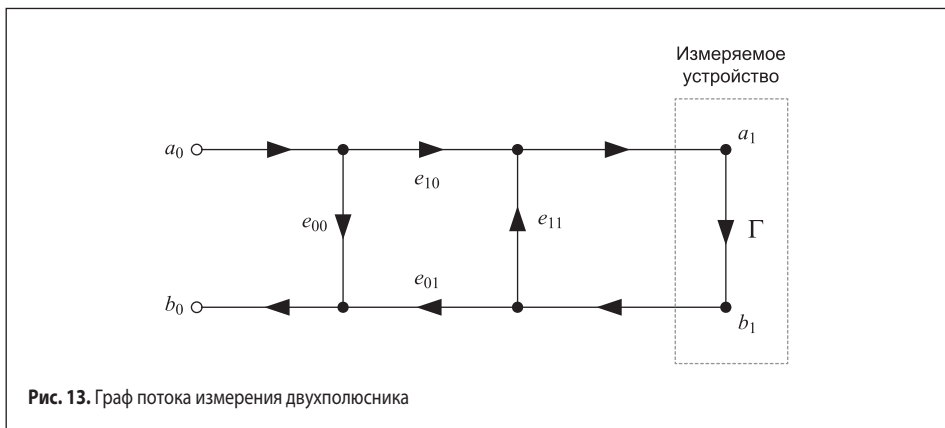 Измеряемое
устройство
a₀
a₁
e₁₀
e₀₀
e₁₁
Γ
e₀₁
b₀
b₁
Рис. 13. Граф потока измерения двухполюсника